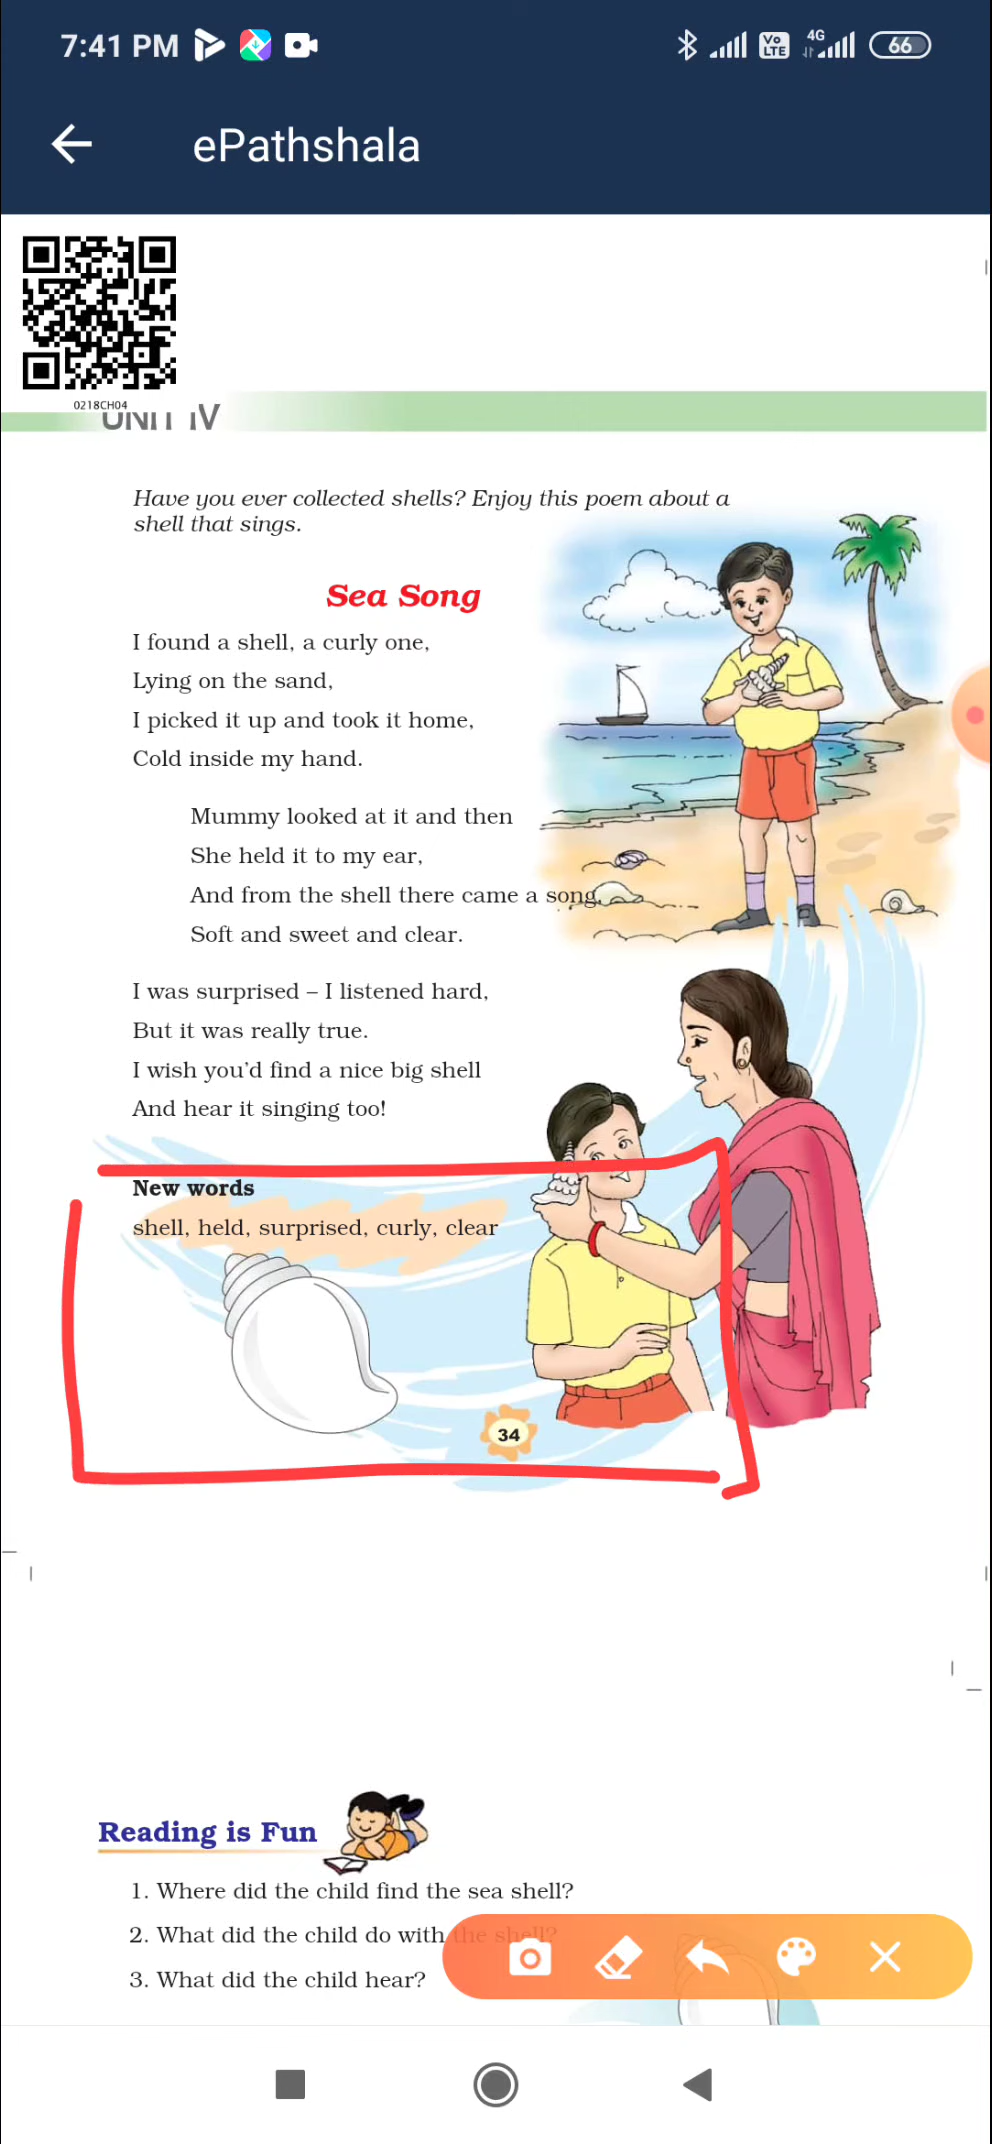 7:41 PM
Vo LTE
4G
66
ePathshala
0218CH04
UNIT IV
Have you ever collected shells? Enjoy this poem about a
shell that sings.
Sea Song
I found a shell, a curly one,
Lying on the sand,
I picked it up and took it home,
Cold inside my hand.
Mummy looked at it and then
She held it to my ear,
And from the shell there came a song,
Soft and sweet and clear.
I was surprised – I listened hard,
But it was really true.
I wish you'd find a nice big shell
And hear it singing too!
New words
shell, held, surprised, curly, clear
34
Reading is Fun
1. Where did the child find the sea shell?
2. What did the child do with the shell?
3. What did the child hear?